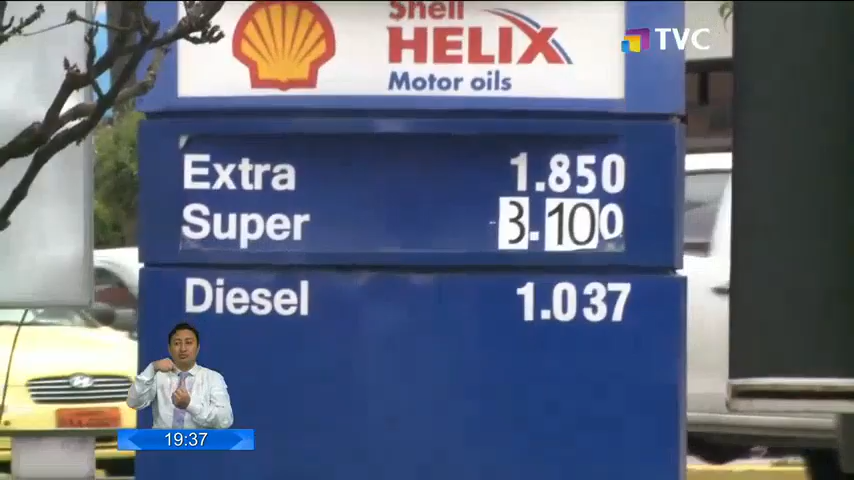 Shell
HELIX
Motor oils
TVC
Extra 1.850
Super 3.100
Diesel 1.037
19:37